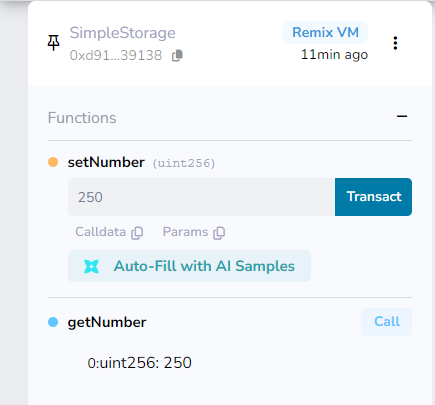 SimpleStorage
Remix VM
0xd91...39138
11min ago
Functions
setNumber (uint256)
250
Transact
Calldata
Params
Auto-Fill with AI Samples
getNumber
Call
0:uint256: 250